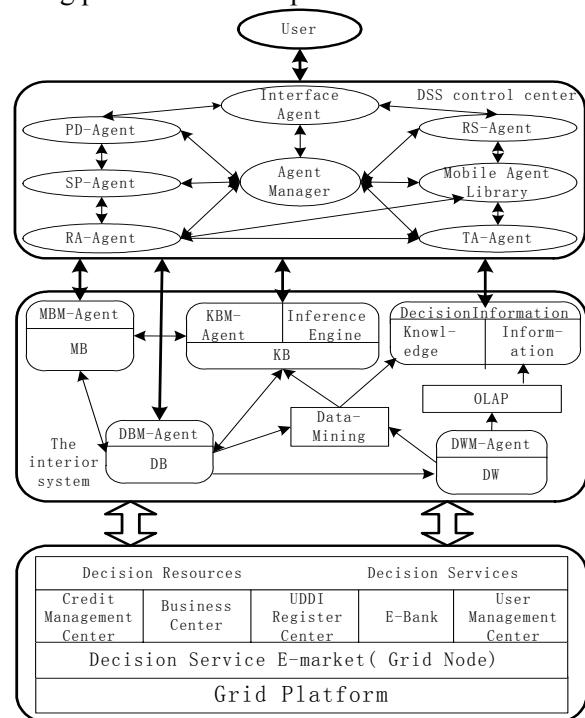 User
Interface
Agent
DSS control center
PD-Agent
RS-Agent
SP-Agent
Agent
Manager
Mobile Agent
Library
RA-Agent
TA-Agent
MBM-Agent
MB
KBM-
Agent
Inference
Engine
KB
DecisionInformation
Knowl-
edge
Inform-
ation
OLAP
Data-
Mining
The
interior
system
DBM-Agent
DB
DWM-Agent
DW
Decision Resources
Decision Services
Credit
Management
Center
Business
Center
UDDI
Register
Center
E-Bank
User
Management
Center
Decision Service E-market( Grid Node)
Grid Platform